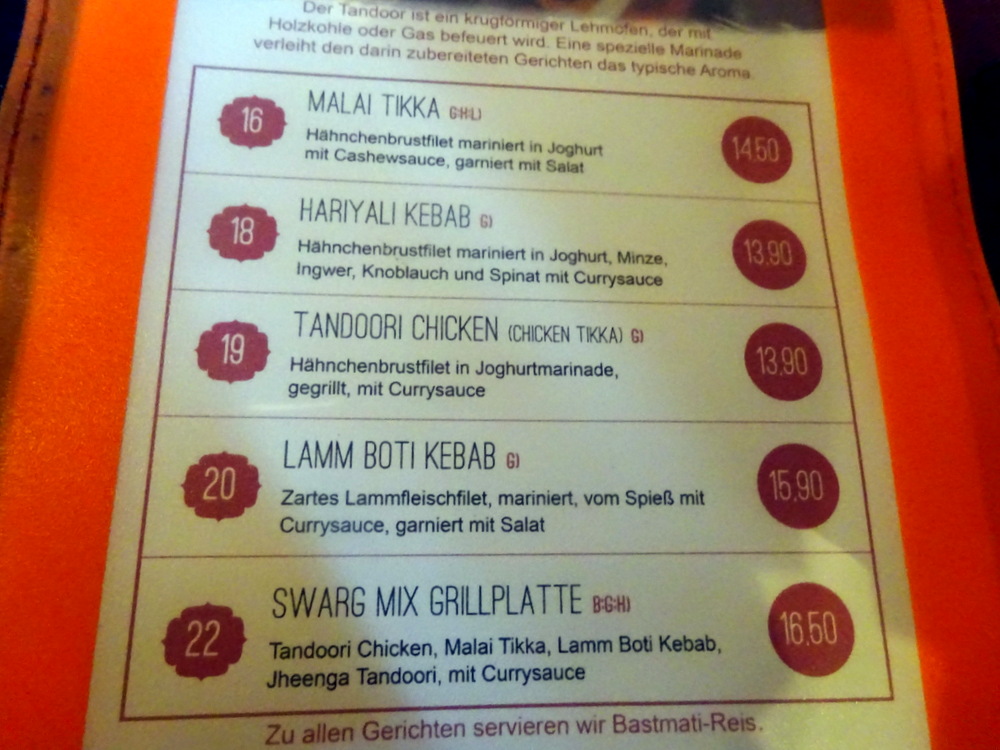 Der Tandoor ist ein krugförmiger Lehmofen, der mit
Holzkohle oder Gas befeuert wird. Eine spezielle Marinade
verleiht den darin zubereiteten Gerichten das typische Aroma.
16 MALAI TIKKA G;H;L) 14,50
Hähnchenbrustfilet mariniert in Joghurt
mit Cashewsauce, garniert mit Salat
18 HARIYALI KEBAB G) 13,90
Hähnchenbrustfilet mariniert in Joghurt, Minze,
Ingwer, Knoblauch und Spinat mit Currysauce
19 TANDOORI CHICKEN (CHICKEN TIKKA) G) 13,90
Hähnchenbrustfilet in Joghurtmarinade,
gegrillt, mit Currysauce
20 LAMM BOTI KEBAB G) 15,90
Zartes Lammfleischfilet, mariniert, vom Spieß mit
Currysauce, garniert mit Salat
22 SWARG MIX GRILLPLATTE B;G;H) 16,50
Tandoori Chicken, Malai Tikka, Lamm Boti Kebab,
Jheenga Tandoori, mit Currysauce
Zu allen Gerichten servieren wir Bastmati-Reis.